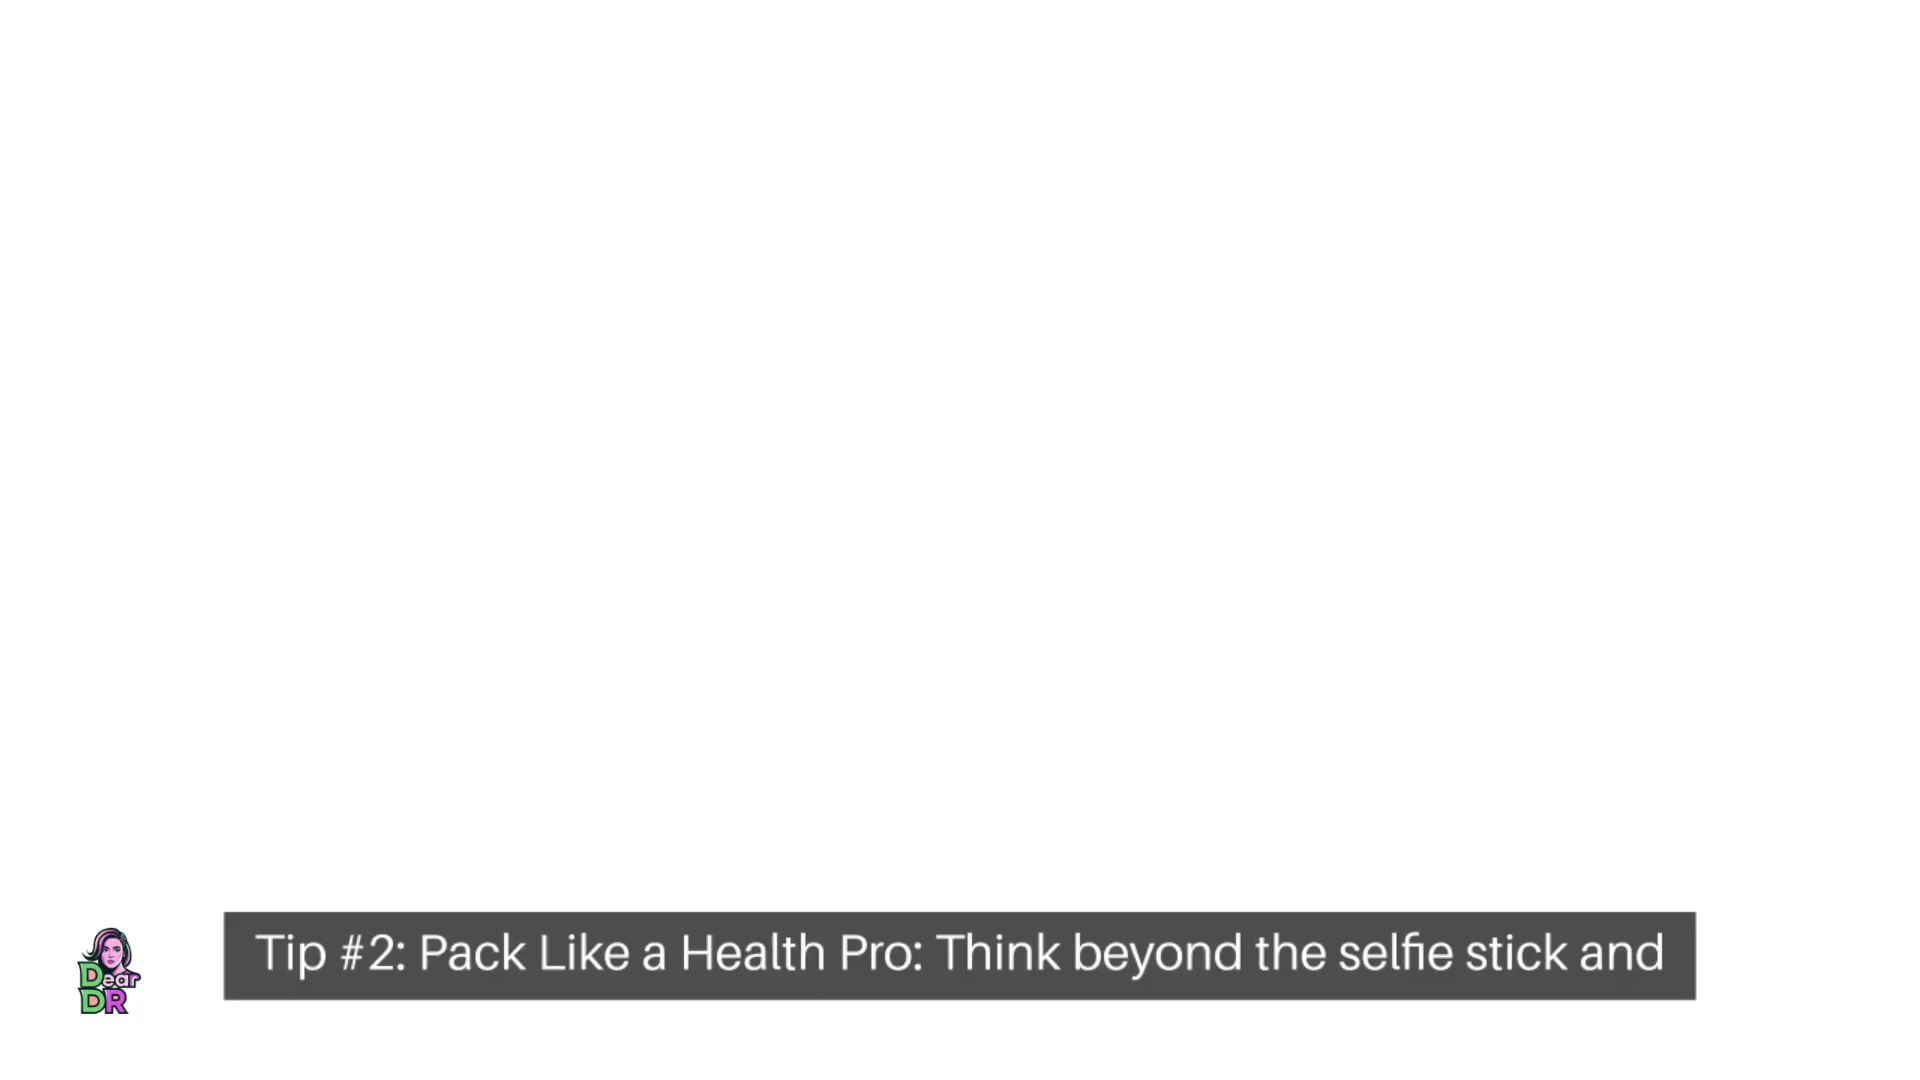 Tip #2: Pack Like a Health Pro: Think beyond the selfie stick and
Dear
DR